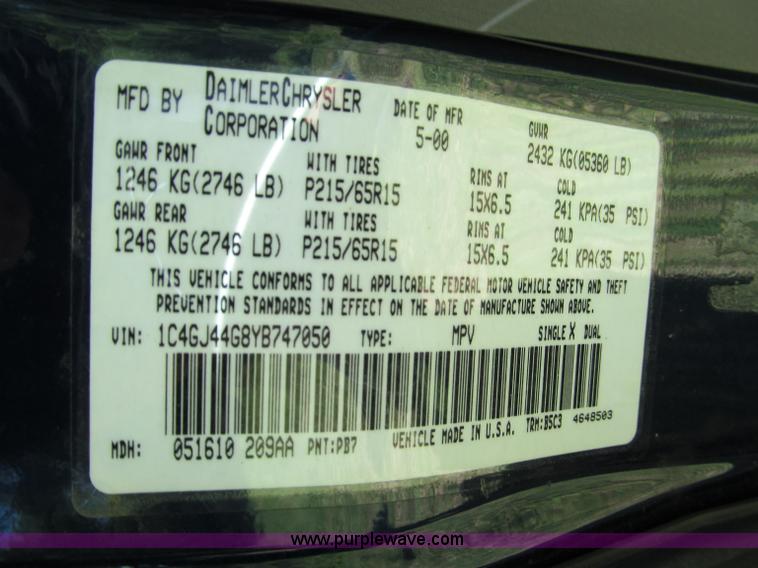 MFD BY DAIMLERCHRYSLER CORPORATION
DATE OF MFR 5-00
GVWR 2432 KG(05360 LB)
GAWR FRONT WITH TIRES RIMS AT COLD
1246 KG(2746 LB) P215/65R15 15X6.5 241 KPA(35 PSI)
GAWR REAR WITH TIRES RIMS AT COLD
1246 KG(2746 LB) P215/65R15 15X6.5 241 KPA(35 PSI)
THIS VEHICLE CONFORMS TO ALL APPLICABLE FEDERAL MOTOR VEHICLE SAFETY AND THEFT
PREVENTION STANDARDS IN EFFECT ON THE DATE OF MANUFACTURE SHOWN ABOVE.
VIN: 1C4GJ44G8YB747050 TYPE: MPV SINGLE X DUAL
MDH: 051610 209AA PNT:PB7 VEHICLE MADE IN U.S.A. TRM:B5C3 4648503
www.purplewave.com